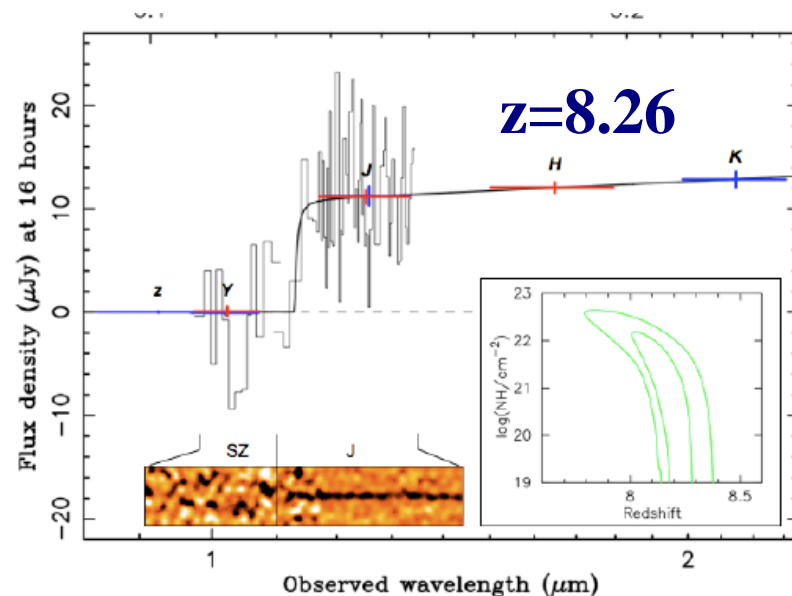 z=8.26
Flux density (μJy) at 16 hours
20
10
0
−10
−20
z
Y
J
H
K
SZ
J
1
2
Observed wavelength (μm)
log(NH/cm⁻²)
23
22
21
20
19
8
8.5
Redshift